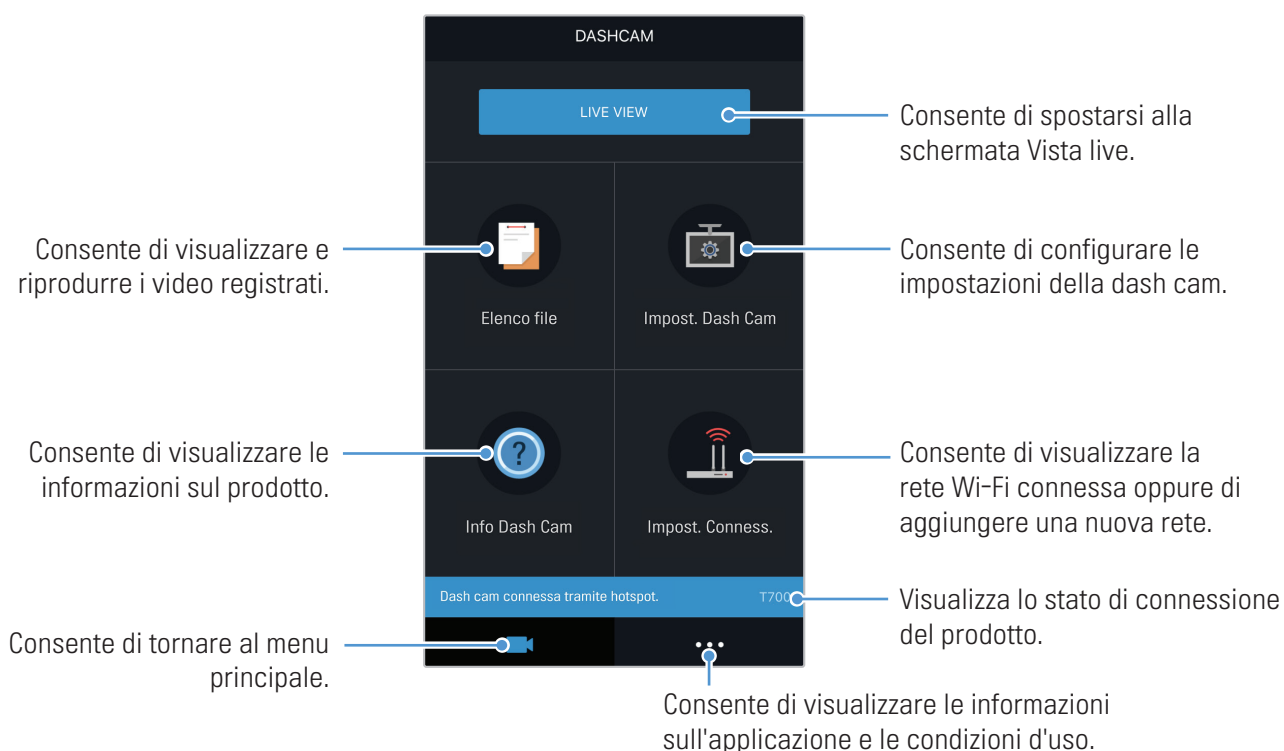 DASHCAM
LIVE VIEW
Consente di spostarsi alla
schermata Vista live.
Consente di visualizzare e
riprodurre i video registrati.
Elenco file
Impost. Dash Cam
Consente di configurare le
impostazioni della dash cam.
Consente di visualizzare le
informazioni sul prodotto.
?
Info Dash Cam
Impost. Conness.
Consente di visualizzare la
rete Wi-Fi connessa oppure di
aggiungere una nuova rete.
Dash cam connessa tramite hotspot.
T700
Visualizza lo stato di connessione
del prodotto.
Consente di tornare al menu
principale.
Consente di visualizzare le informazioni
sull'applicazione e le condizioni d'uso.